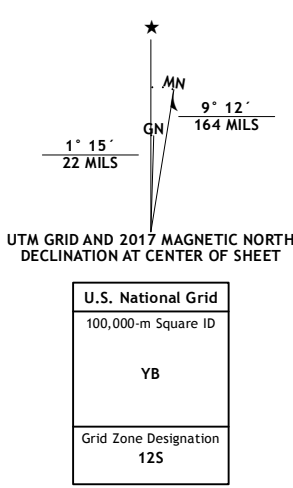 ★
MN
9° 12´
164 MILS
GN
1° 15´
22 MILS
UTM GRID AND 2017 MAGNETIC NORTH
DECLINATION AT CENTER OF SHEET
U.S. National Grid
100,000-m Square ID
YB
Grid Zone Designation
12S